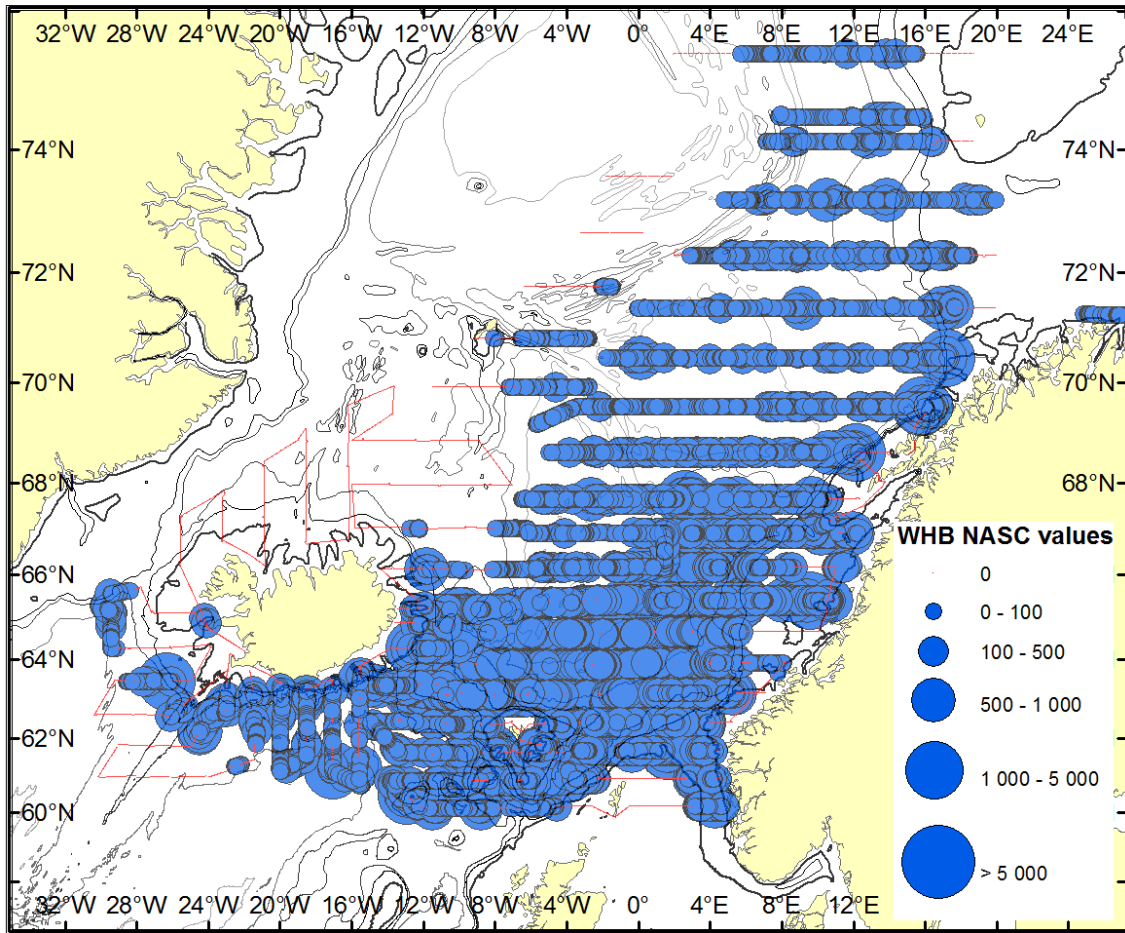 32°W 28°W 24°W 20°W 16°W 12°W 8°W 4°W 0° 4°E 8°E 12°E 16°E 20°E 24°E
74°N 74°N
72°N 72°N
70°N 70°N
68°N 68°N
WHB NASC values
66°N
0
0 - 100
64°N
100 - 500
500 - 1 000
62°N
1 000 - 5 000
60°N
> 5 000
32°W 28°W 24°W 20°W 16°W 12°W 8°W 4°W 0° 4°E 8°E 12°E